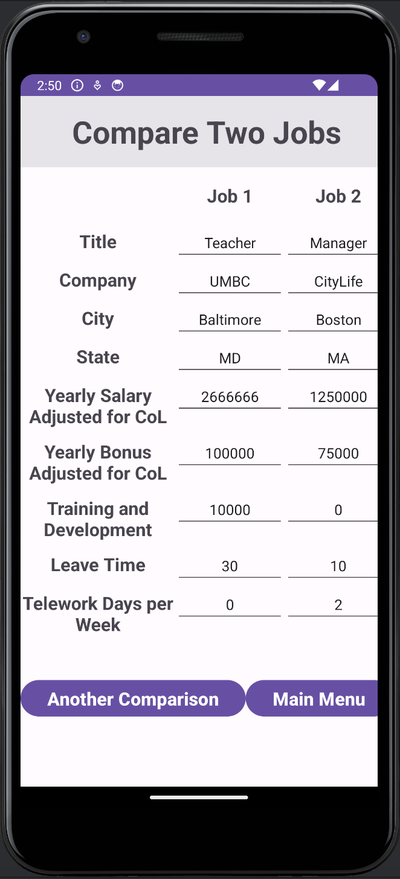 2:50
Compare Two Jobs
Job 1 Job 2
Title Teacher Manager
Company UMBC CityLife
City Baltimore Boston
State MD MA
Yearly Salary 2666666 1250000
Adjusted for CoL
Yearly Bonus 100000 75000
Adjusted for CoL
Training and 10000 0
Development
Leave Time 30 10
Telework Days per 0 2
Week
Another Comparison Main Menu